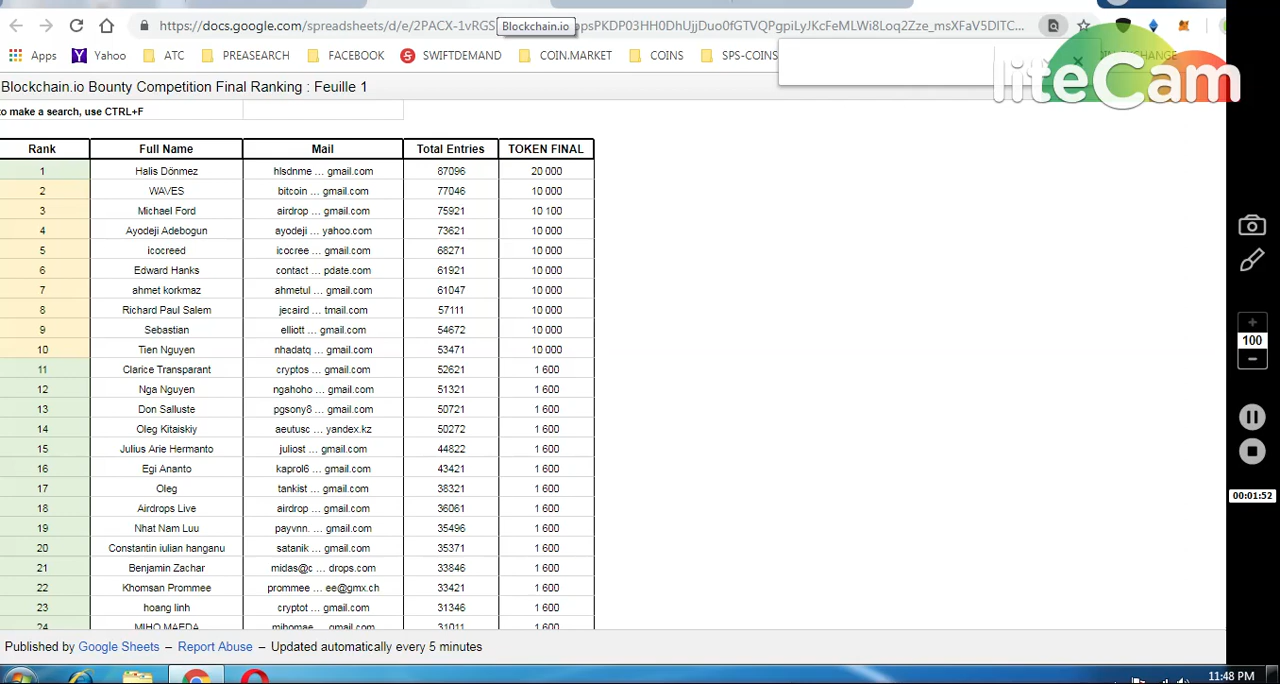 https://docs.google.com/spreadsheets/d/e/2PACX-1vRGS Blockchain.io
Apps Yahoo ATC PREASEARCH FACEBOOK SWIFTDEMAND COIN.MARKET COINS SPS-COINS
liteCam
Blockchain.io Bounty Competition Final Ranking : Feuille 1
to make a search, use CTRL+F
Rank Full Name Mail Total Entries TOKEN FINAL
1 Halis Dönmez hlsdnme ... gmail.com 87096 20 000
2 WAVES bitcoin ... gmail.com 77046 10 000
3 Michael Ford airdrop ... gmail.com 75921 10 100
4 Ayodeji Adebogun ayodeji ... yahoo.com 73621 10 000
5 icocreed icocree ... gmail.com 68271 10 000
6 Edward Hanks contact ... pdate.com 61921 10 000
7 ahmet korkmaz ahmetul ... gmail.com 61047 10 000
8 Richard Paul Salem jecaird ... tmail.com 57111 10 000
9 Sebastian elliott ... gmail.com 54672 10 000
10 Tien Nguyen nhadatq ... gmail.com 53471 10 000
11 Clarice Transparant cryptos ... gmail.com 52621 1 600
12 Nga Nguyen ngahoho ... gmail.com 51321 1 600
13 Don Salluste pgsony8 ... gmail.com 50721 1 600
14 Oleg Kitaiskiy aeutusc ... yandex.kz 50272 1 600
15 Julius Arie Hermanto juliost ... gmail.com 44822 1 600
16 Egi Ananto kaprol6 ... gmail.com 43421 1 600
17 Oleg tankist ... gmail.com 38321 1 600
18 Airdrops Live airdrop ... gmail.com 36061 1 600
19 Nhat Nam Luu payvnn. ... gmail.com 35496 1 600
20 Constantin iulian hanganu satanik ... gmail.com 35371 1 600
21 Benjamin Zachar midas@c ... drops.com 33846 1 600
22 Khomsan Prommee prommee ... ee@gmx.ch 33421 1 600
23 hoang linh cryptot ... gmail.com 31346 1 600
24 MIHO MAEDA mihomae ... gmail.com 31011 1 600
Published by Google Sheets – Report Abuse – Updated automatically every 5 minutes
100
00:01:52
11:48 PM